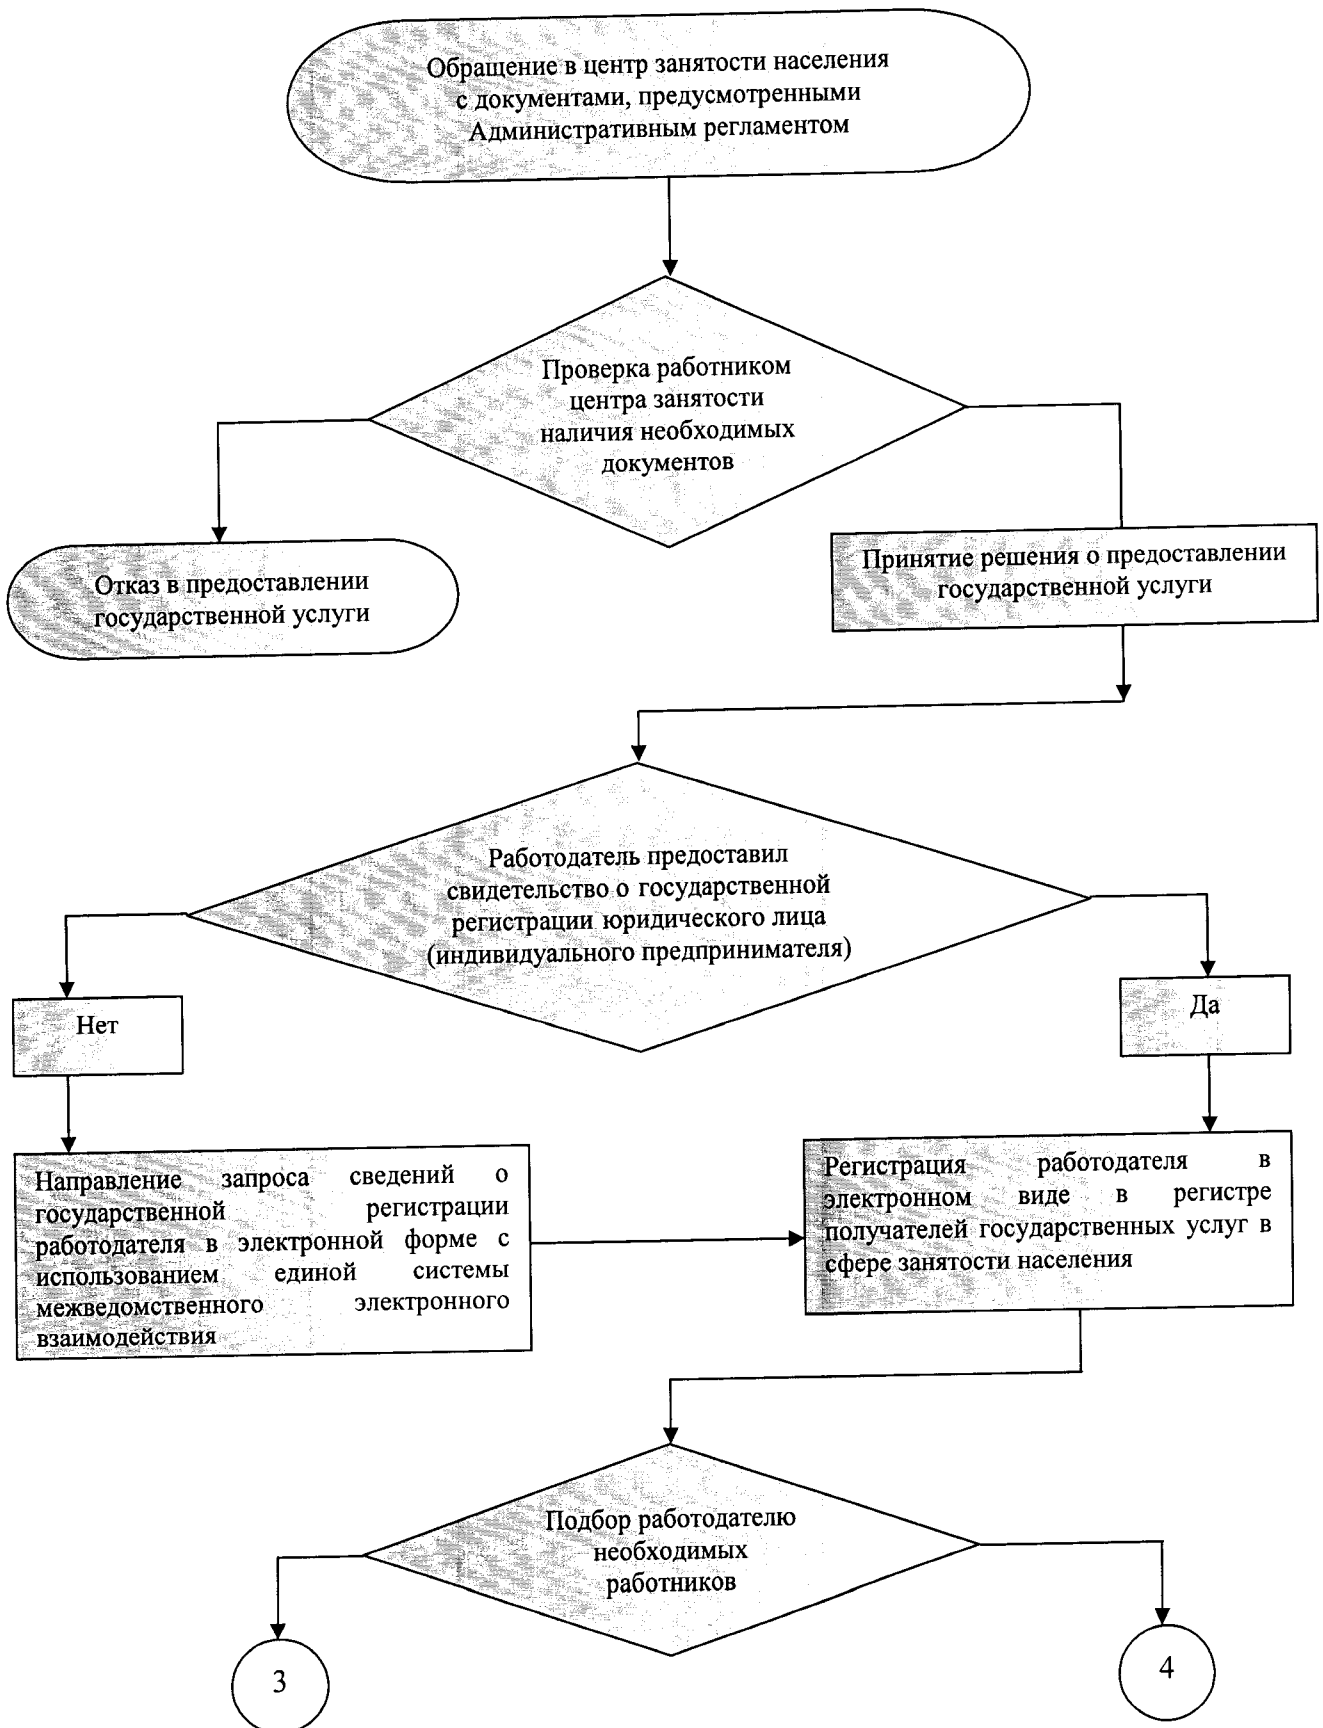 Обращение в центр занятости населения
с документами, предусмотренными
Административным регламентом
Проверка работником
центра занятости
наличия необходимых
документов
Отказ в предоставлении
государственной услуги
Принятие решения о предоставлении
государственной услуги
Работодатель предоставил
свидетельство о государственной
регистрации юридического лица
(индивидуального предпринимателя)
Нет
Да
Направление запроса сведений о
государственной регистрации
работодателя в электронной форме с
использованием единой системы
межведомственного электронного
взаимодействия
Регистрация работодателя в
электронном виде в регистре
получателей государственных услуг в
сфере занятости населения
Подбор работодателю
необходимых
работников
3
4